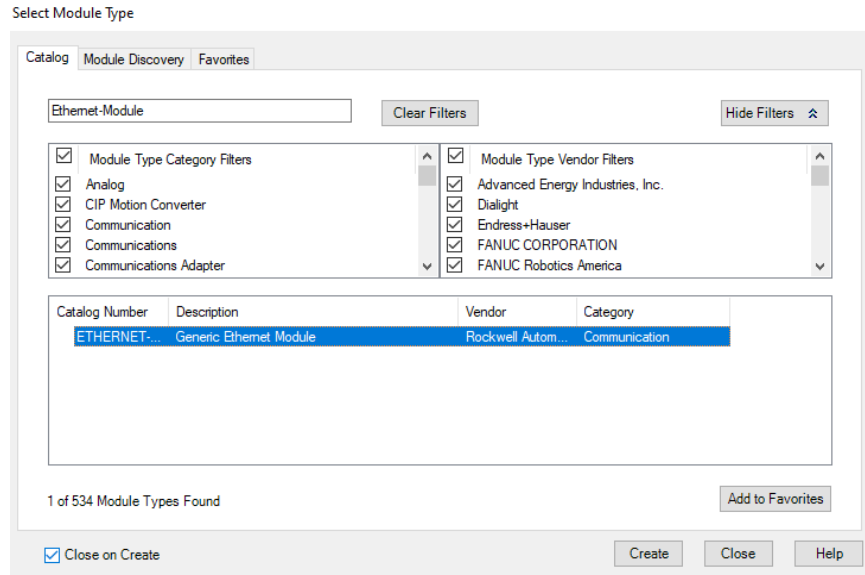 Select Module Type
Catalog Module Discovery Favorites
Ethernet-Module Clear Filters Hide Filters
Module Type Category Filters Module Type Vendor Filters
Analog Advanced Energy Industries, Inc.
CIP Motion Converter Dialight
Communication Endress+Hauser
Communications FANUC CORPORATION
Communications Adapter FANUC Robotics America
Catalog Number Description Vendor Category
ETHERNET-... Generic Ethernet Module Rockwell Autom... Communication
1 of 534 Module Types Found Add to Favorites
Close on Create Create Close Help